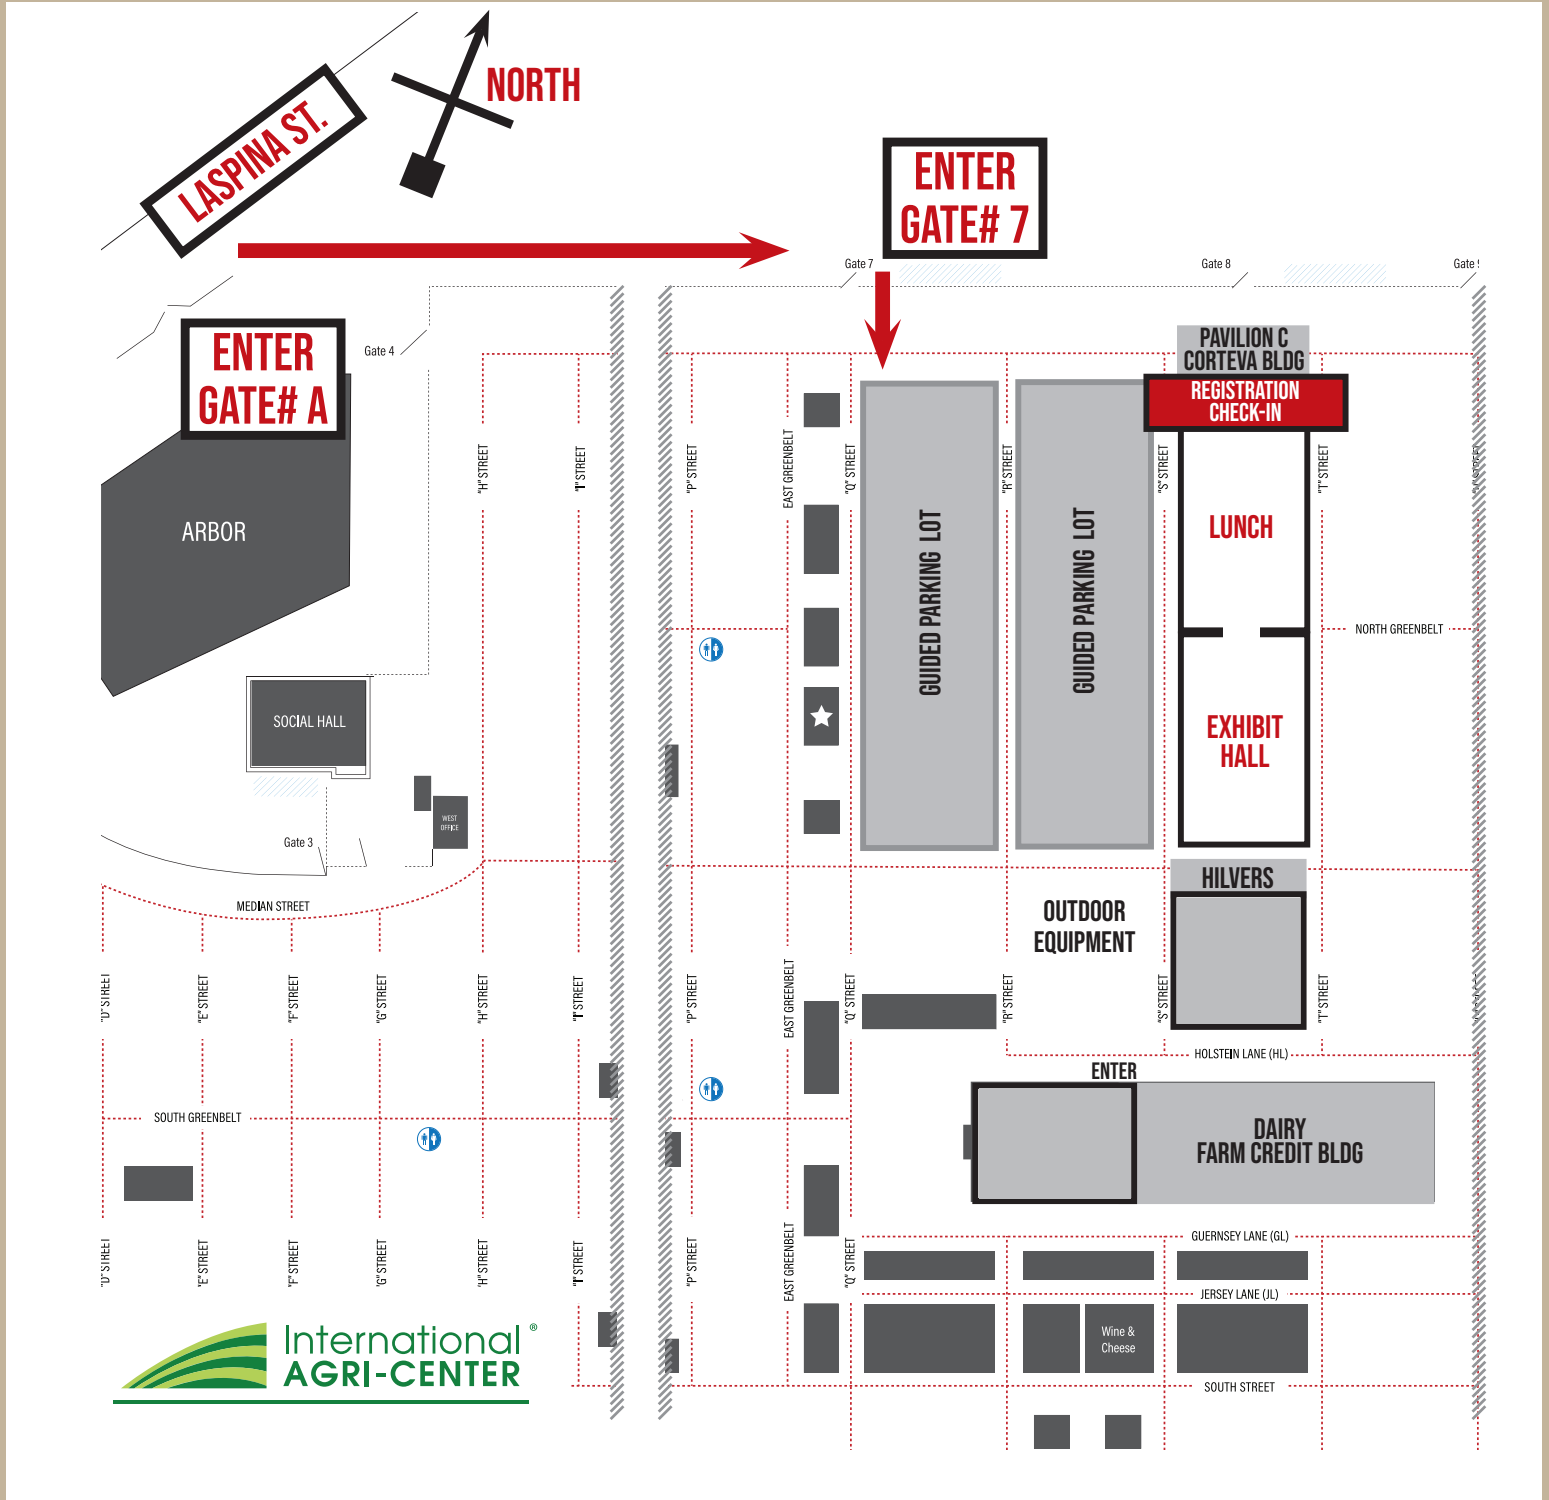 LASPINA ST.
NORTH
ENTER
GATE# 7
Gate 7
Gate 8
Gate 9
ENTER
GATE# A
Gate 4
PAVILION C
CORTEVA BLDG
REGISTRATION
CHECK-IN
"H" STREET
"I" STREET
"P" STREET
EAST GREENBELT
"Q" STREET
"R" STREET
"S" STREET
"T" STREET
ARBOR
GUIDED PARKING LOT
GUIDED PARKING LOT
LUNCH
NORTH GREENBELT
SOCIAL HALL
EXHIBIT
HALL
WEST
OFFICE
Gate 3
MEDIAN STREET
HILVERS
OUTDOOR
EQUIPMENT
"D" STREET
"E" STREET
"F" STREET
"G" STREET
"H" STREET
"I" STREET
"P" STREET
EAST GREENBELT
"Q" STREET
"R" STREET
"S" STREET
"T" STREET
HOLSTEIN LANE (HL)
ENTER
SOUTH GREENBELT
DAIRY
FARM CREDIT BLDG
"D" STREET
"E" STREET
"F" STREET
"G" STREET
"H" STREET
"I" STREET
"P" STREET
EAST GREENBELT
"Q" STREET
GUERNSEY LANE (GL)
JERSEY LANE (JL)
Wine &
Cheese
SOUTH STREET
International ®
AGRI-CENTER